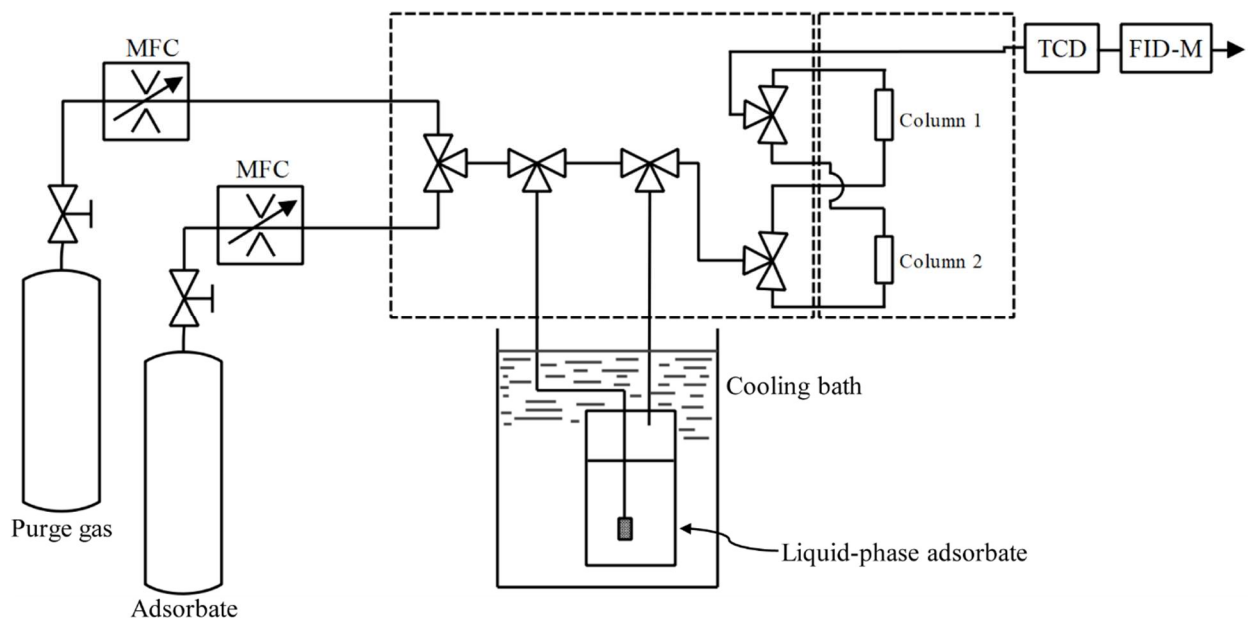 MFC
TCD
FID-M
Column 1
MFC
Column 2
Cooling bath
Purge gas
Liquid-phase adsorbate
Adsorbate